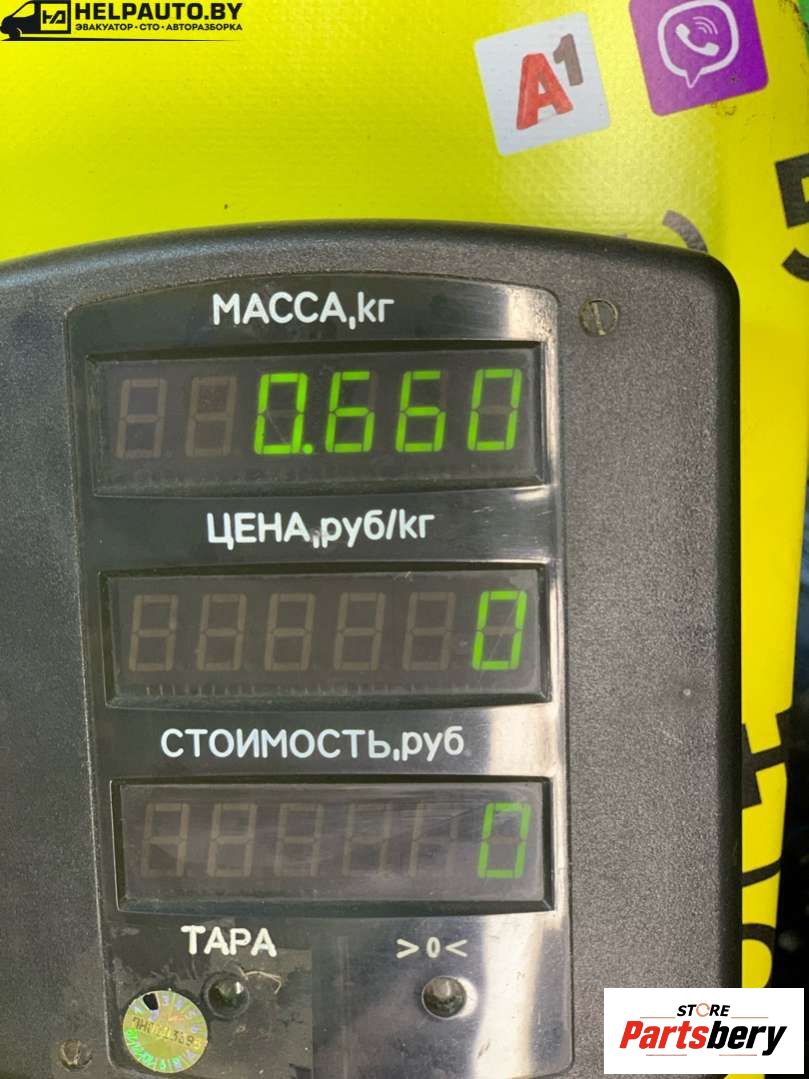 HELPAUTO.BY
ЭВАКУАТОР • СТО • АВТОРАЗБОРКА
A1
5
МАССА,кг
0.660
ЦЕНА,руб/кг
0
СТОИМОСТЬ,руб
0
ТАРА
>0<
STORE
Partsbery